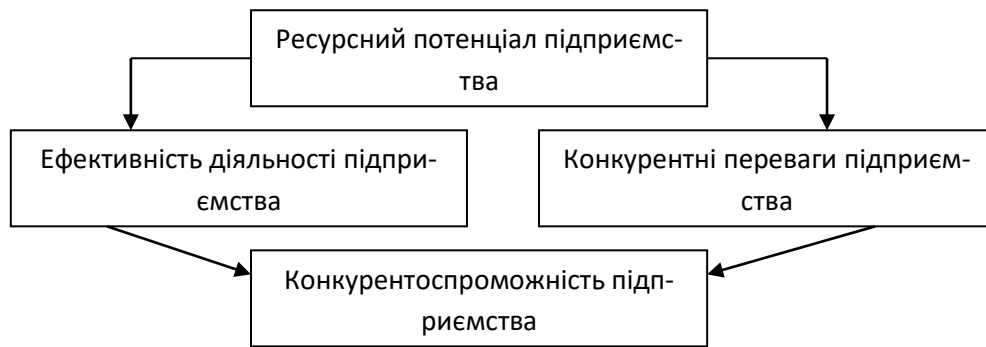 Ресурсний потенціал підприємс-
тва
Ефективність діяльності підпри-
ємства
Конкурентні переваги підприєм-
ства
Конкурентоспроможність підп-
риємства